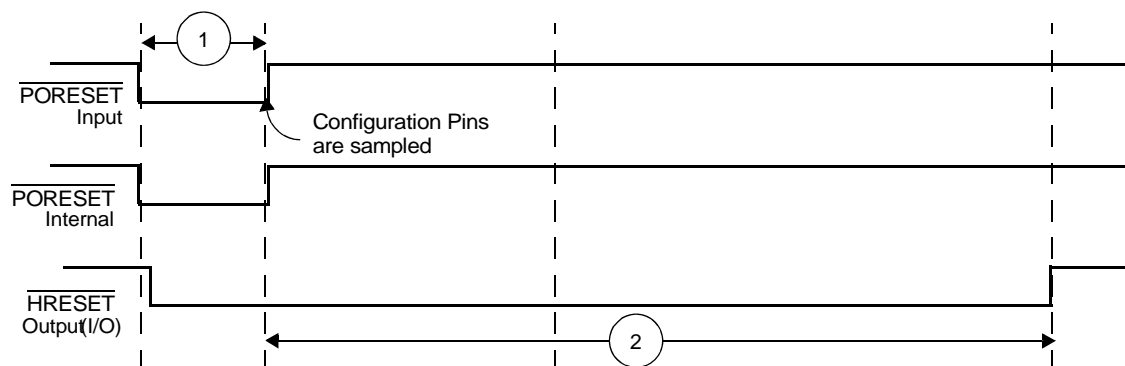 1
PORESET
Input
Configuration Pins
are sampled
PORESET
Internal
HRESET
Output(I/O)
2